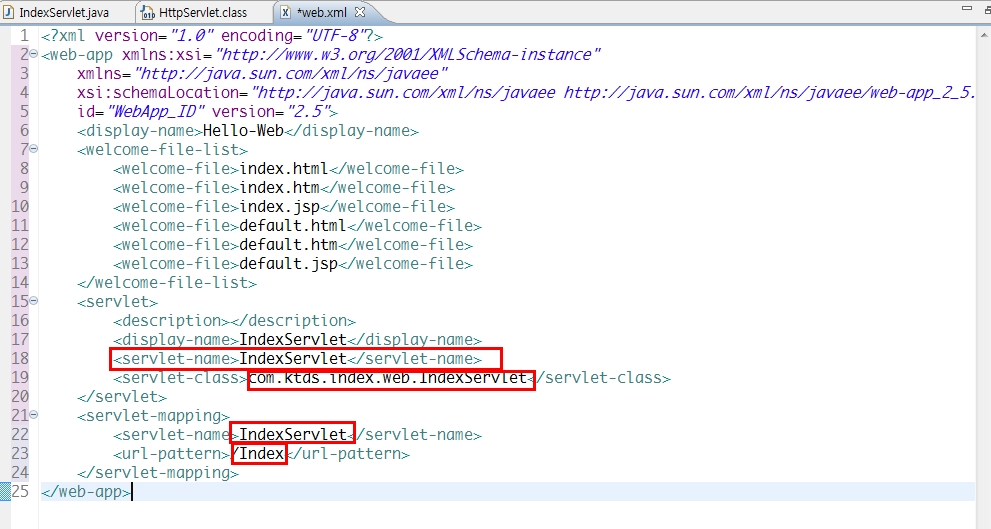 IndexServlet.java HttpServlet.class *web.xml
1 <?xml version="1.0" encoding="UTF-8"?>
2 <web-app xmlns:xsi="http://www.w3.org/2001/XMLSchema-instance"
3 xmlns="http://java.sun.com/xml/ns/javaee"
4 xsi:schemaLocation="http://java.sun.com/xml/ns/javaee http://java.sun.com/xml/ns/javaee/web-app_2_5.
5 id="WebApp_ID" version="2.5">
6 <display-name>Hello-Web</display-name>
7 <welcome-file-list>
8 <welcome-file>index.html</welcome-file>
9 <welcome-file>index.htm</welcome-file>
10 <welcome-file>index.jsp</welcome-file>
11 <welcome-file>default.html</welcome-file>
12 <welcome-file>default.htm</welcome-file>
13 <welcome-file>default.jsp</welcome-file>
14 </welcome-file-list>
15 <servlet>
16 <description></description>
17 <display-name>IndexServlet</display-name>
18 <servlet-name>IndexServlet</servlet-name>
19 <servlet-class>com.ktds.index.web.IndexServlet</servlet-class>
20 </servlet>
21 <servlet-mapping>
22 <servlet-name>IndexServlet</servlet-name>
23 <url-pattern>/Index</url-pattern>
24 </servlet-mapping>
25 </web-app>